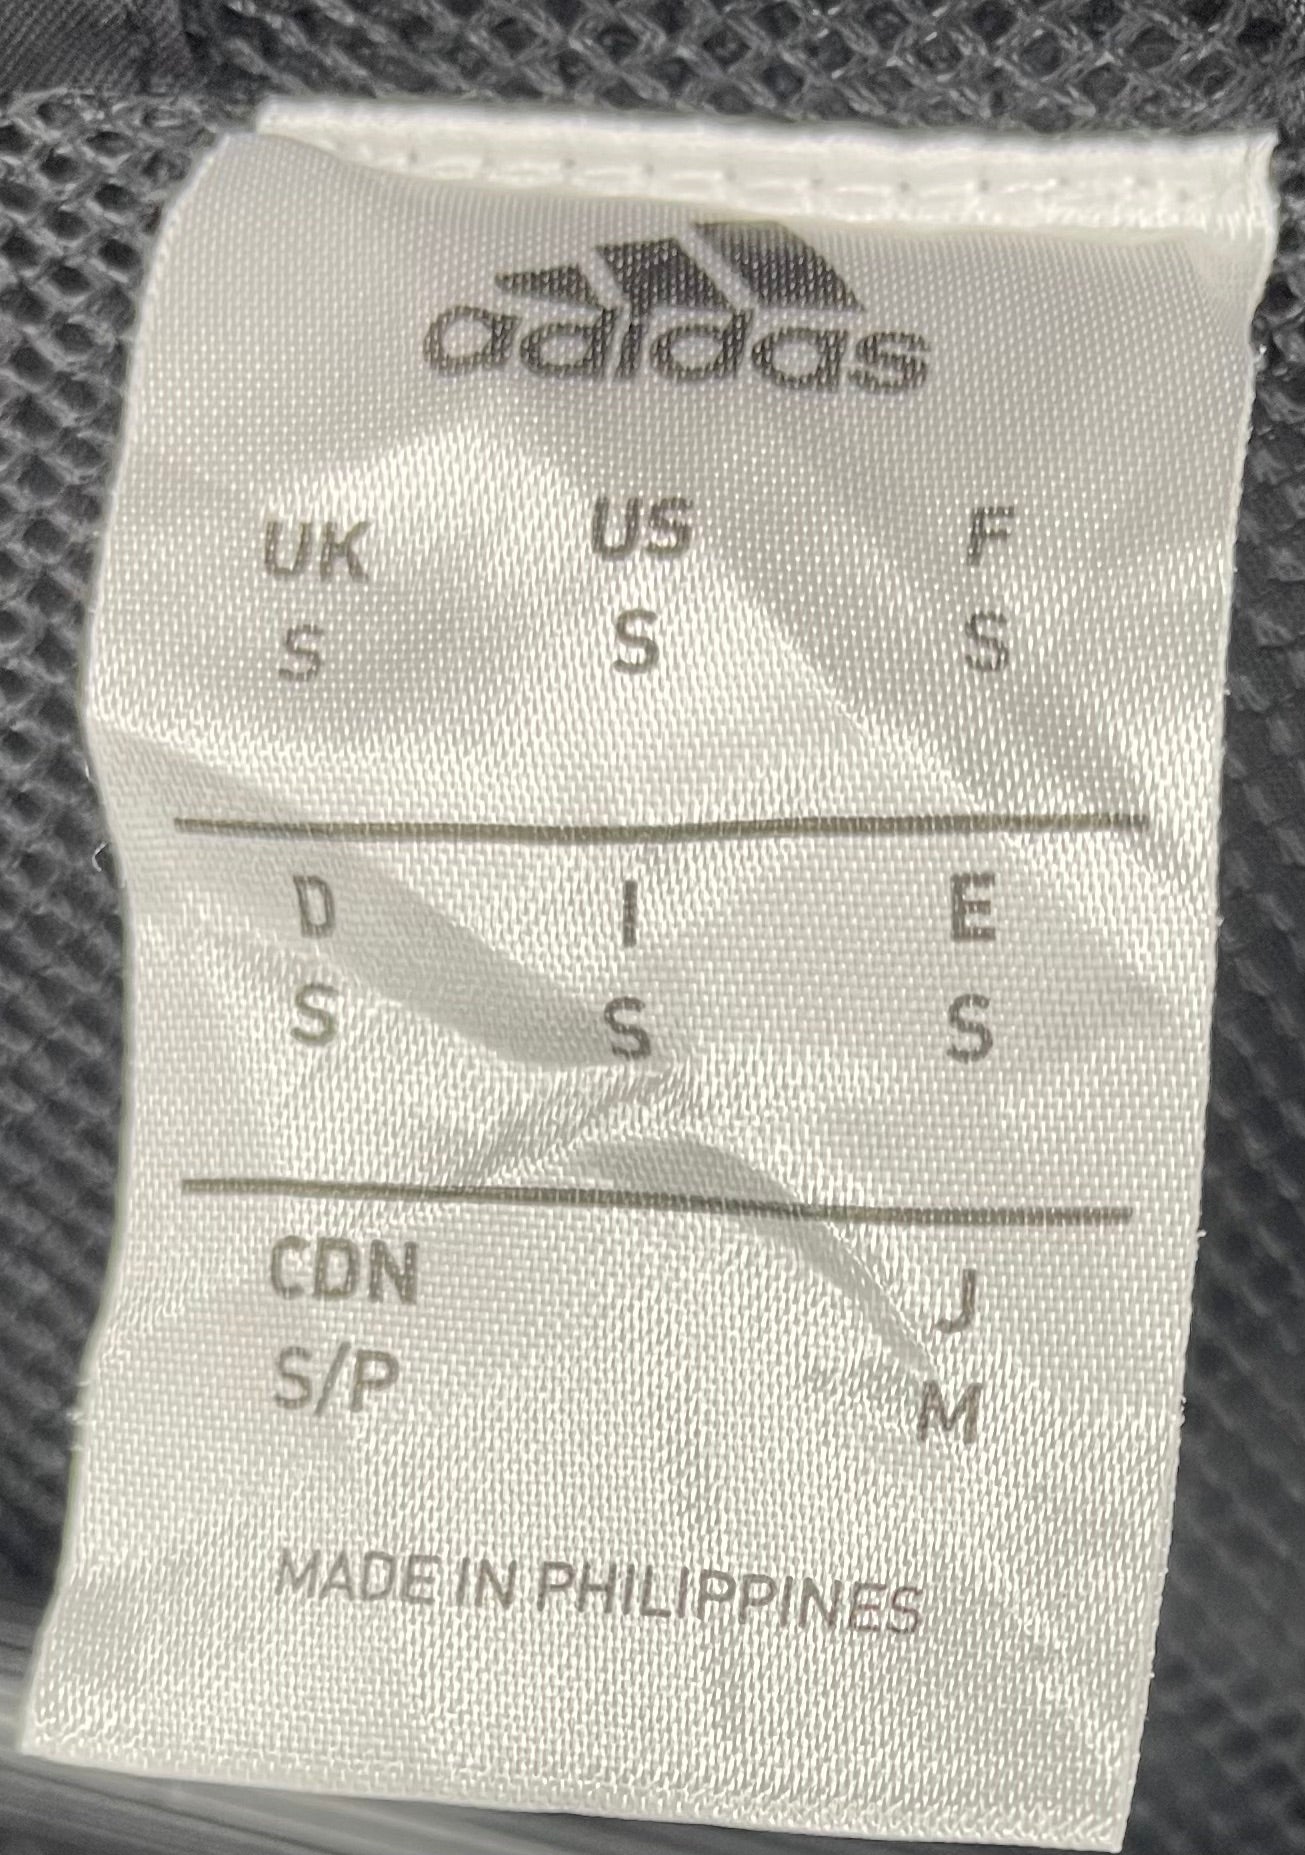 adidas
UK US F
S S S
D I E
S S S
CDN J
S/P M
MADE IN PHILIPPINES